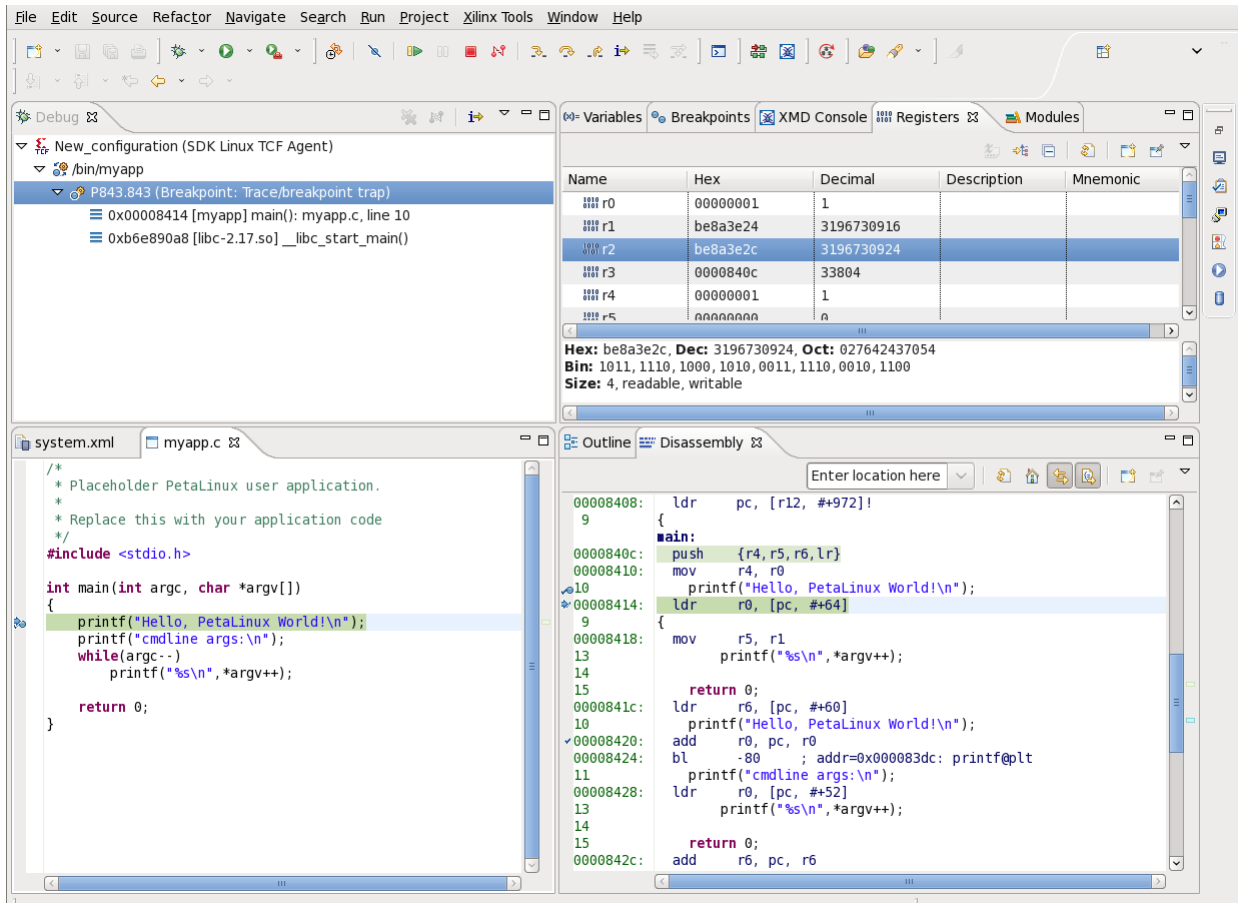 File Edit Source Refactor Navigate Search Run Project Xilinx Tools Window Help
Debug
New_configuration (SDK Linux TCF Agent)
/bin/myapp
P843.843 (Breakpoint: Trace/breakpoint trap)
0x00008414 [myapp] main(): myapp.c, line 10
0xb6e890a8 [libc-2.17.so] __libc_start_main()
(x)= Variables Breakpoints XMD Console Registers Modules
Name Hex Decimal Description Mnemonic
r0 00000001 1
r1 be8a3e24 3196730916
r2 be8a3e2c 3196730924
r3 0000840c 33804
r4 00000001 1
r5 00000000 0
Hex: be8a3e2c, Dec: 3196730924, Oct: 027642437054
Bin: 1011, 1110, 1000, 1010, 0011, 1110, 0010, 1100
Size: 4, readable, writable
system.xml myapp.c
/*
* Placeholder PetaLinux user application.
*
* Replace this with your application code
*/
#include <stdio.h>
int main(int argc, char *argv[])
{
printf("Hello, PetaLinux World!\n");
printf("cmdline args:\n");
while(argc--)
printf("%s\n",*argv++);
return 0;
}
Outline Disassembly
Enter location here
00008408: ldr pc, [r12, #+972]!
9 {
main:
0000840c: push {r4,r5,r6,lr}
00008410: mov r4, r0
10 printf("Hello, PetaLinux World!\n");
00008414: ldr r0, [pc, #+64]
9 {
00008418: mov r5, r1
13 printf("%s\n",*argv++);
14
15 return 0;
0000841c: ldr r6, [pc, #+60]
10 printf("Hello, PetaLinux World!\n");
00008420: add r0, pc, r0
00008424: bl -80 ; addr=0x000083dc: printf@plt
11 printf("cmdline args:\n");
00008428: ldr r0, [pc, #+52]
13 printf("%s\n",*argv++);
14
15 return 0;
0000842c: add r6, pc, r6